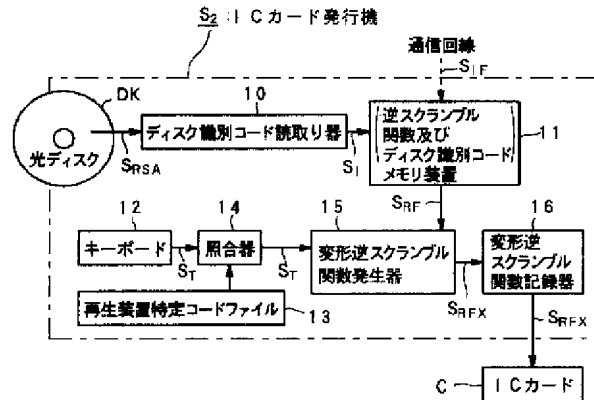 S2:ICカード発行機
通信回線
SIF
DK
光ディスク
SRSA
10
ディスク識別コード読取り器
SI
逆スクランブル
関数及び
ディスク識別コード
メモリ装置
11
SRF
12
キーボード
ST
14
照合器
ST
15
変形逆スクランブル
関数発生器
SRFX
16
変形逆
スクランブル
関数記録器
再生装置特定コードファイル
13
SRFX
C
ICカード